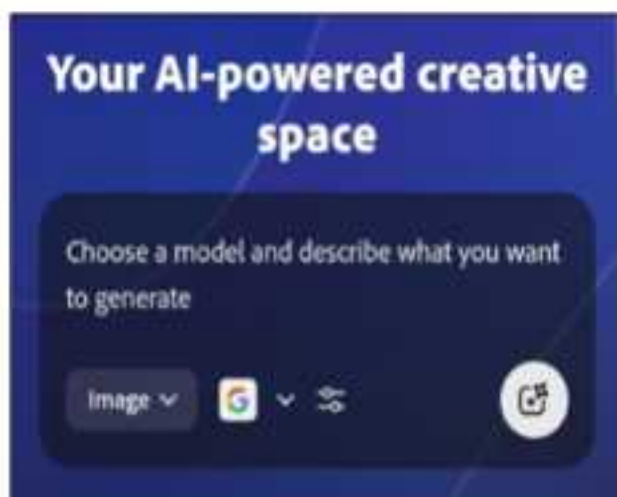 Your AI-powered creative
space
Choose a model and describe what you want
to generate
Image